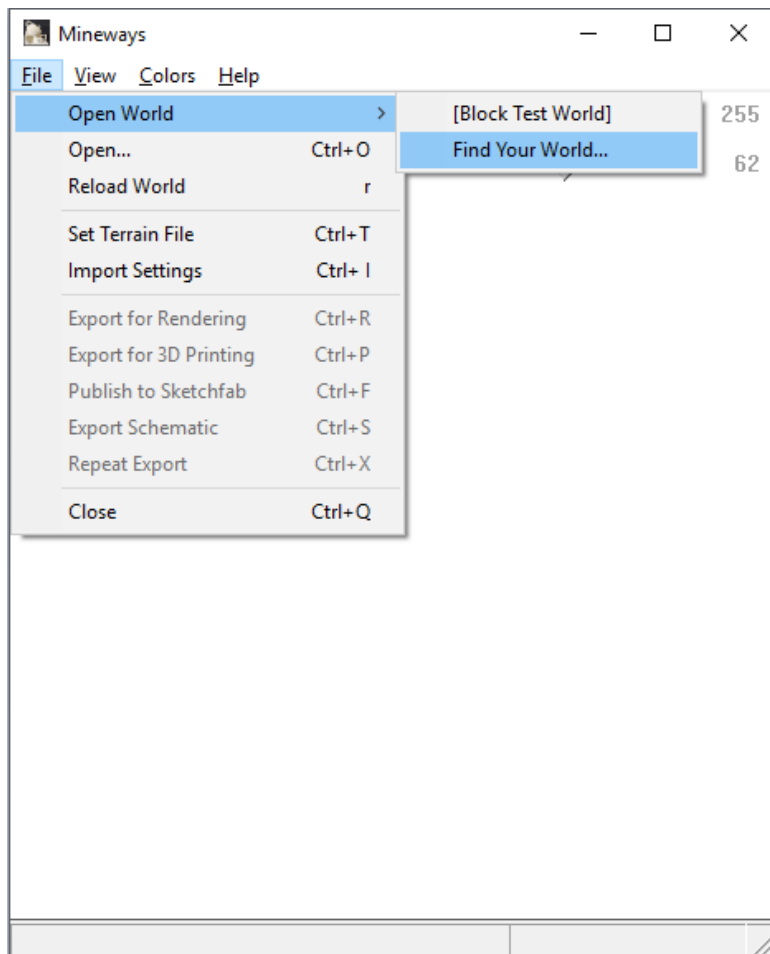 Mineways
File View Colors Help
Open World > [Block Test World] 255
Open... Ctrl+O Find Your World... 62
Reload World r
Set Terrain File Ctrl+T
Import Settings Ctrl+ I
Export for Rendering Ctrl+R
Export for 3D Printing Ctrl+P
Publish to Sketchfab Ctrl+F
Export Schematic Ctrl+S
Repeat Export Ctrl+X
Close Ctrl+Q